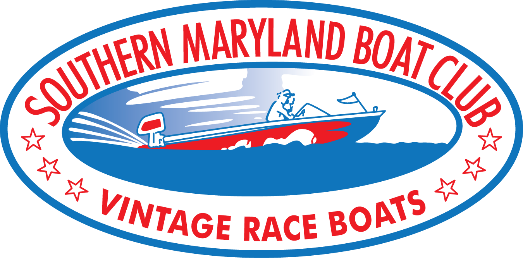 SOUTHERN MARYLAND BOAT CLUB
VINTAGE RACE BOATS